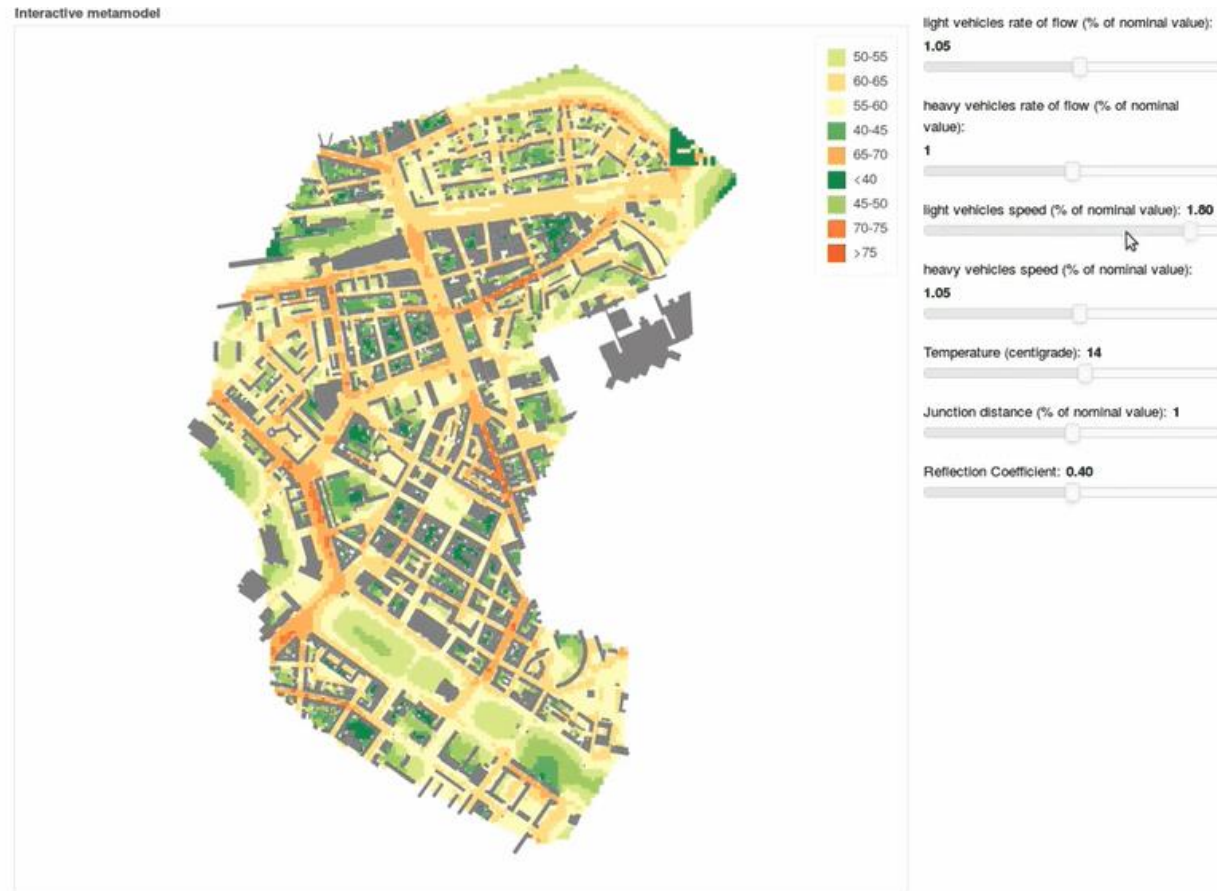 Interactive metamodel
50-55
60-65
55-60
40-45
65-70
<40
45-50
70-75
>75
light vehicles rate of flow (% of nominal value):
1.05
heavy vehicles rate of flow (% of nominal
value):
1
light vehicles speed (% of nominal value): 1.80
heavy vehicles speed (% of nominal value):
1.05
Temperature (centigrade): 14
Junction distance (% of nominal value): 1
Reflection Coefficient: 0.40